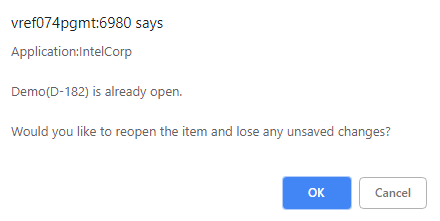 vref074pgmt:6980 says
Application:IntelCorp
Demo(D-182) is already open.
Would you like to reopen the item and lose any unsaved changes?
OK
Cancel